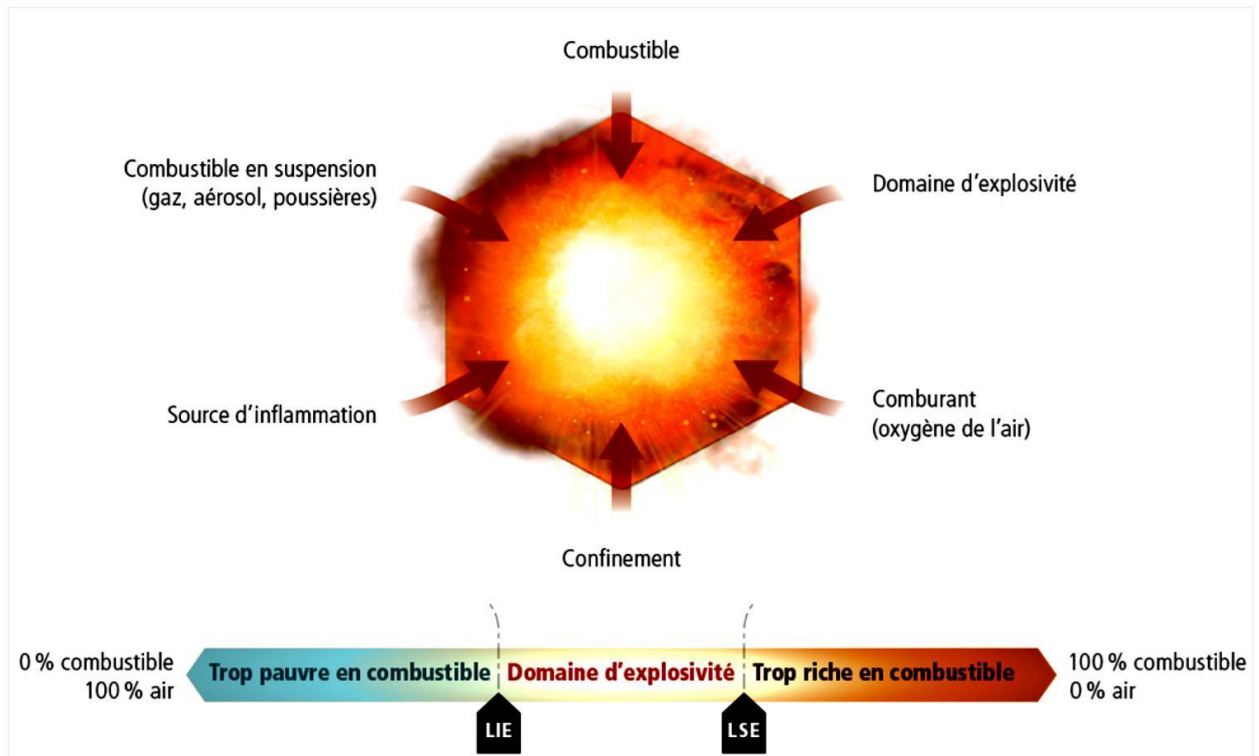 Combustible
Combustible en suspension
(gaz, aérosol, poussières)
Domaine d’explosivité
Source d’inflammation
Comburant
(oxygène de l’air)
Confinement
0 % combustible
100 % air
Trop pauvre en combustible
Domaine d’explosivité
Trop riche en combustible
100 % combustible
0 % air
LIE
LSE